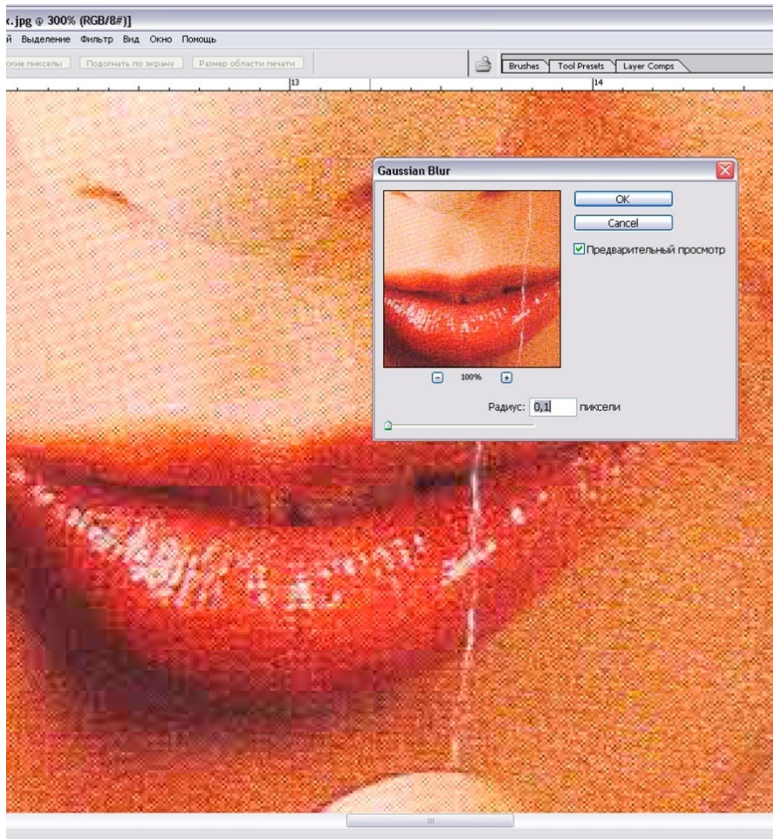 x.jpg @ 300% (RGB/8#)]
й Выделение Фильтр Вид Окно Помощь
ские пикселы Подогнать по экрану Размер области печати Brushes Tool Presets Layer Comps
13 14
Gaussian Blur
OK
Cancel
Предварительный просмотр
100%
Радиус: 0,1 пиксели